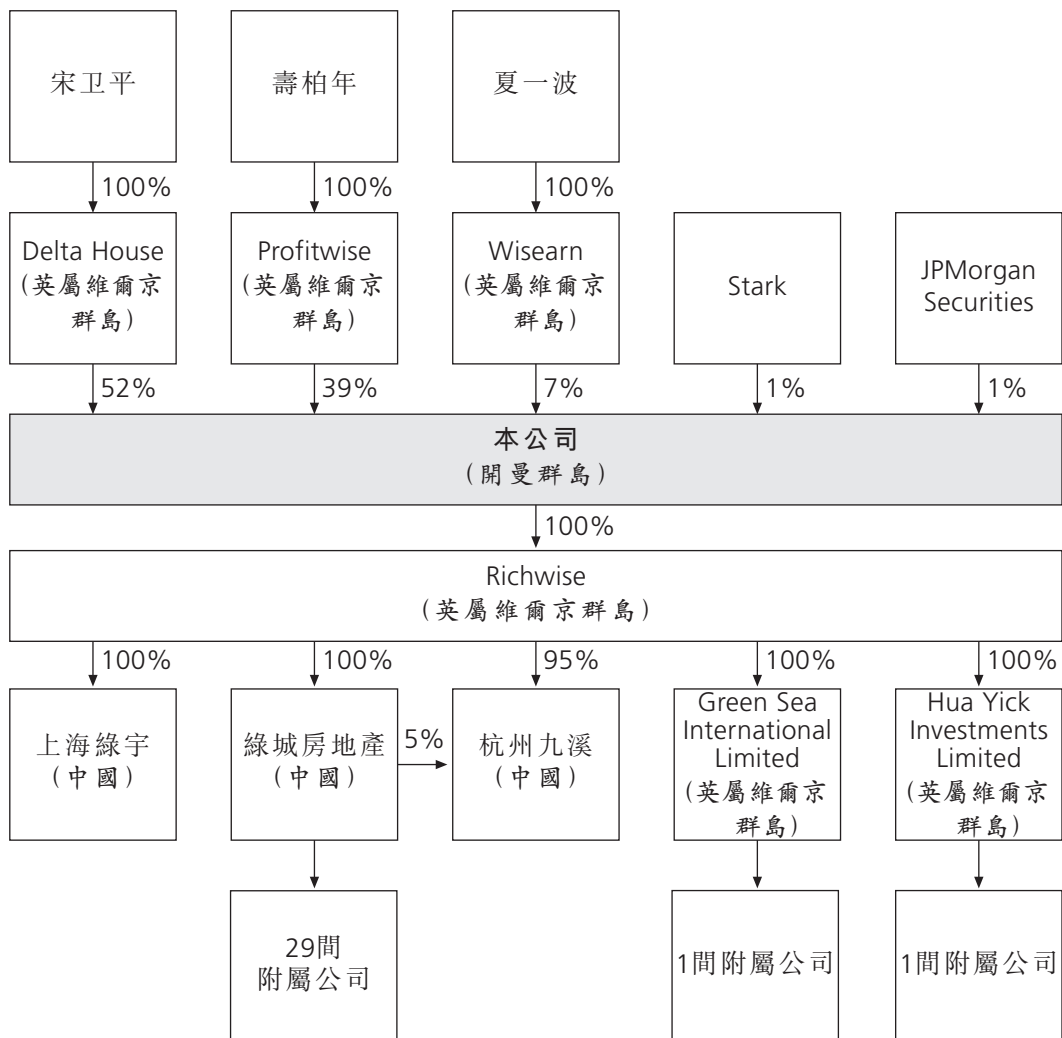 宋卫平
壽柏年
夏一波
100%
100%
100%
Delta House
(英屬維爾京
群島)
Profitwise
(英屬維爾京
群島)
Wisearn
(英屬維爾京
群島)
Stark
JPMorgan
Securities
52%
39%
7%
1%
1%
本公司
(開曼群島)
100%
Richwise
(英屬維爾京群島)
100%
100%
95%
100%
100%
上海綠宇
(中國)
綠城房地產
(中國)
5%
杭州九溪
(中國)
Green Sea
International
Limited
(英屬維爾京
群島)
Hua Yick
Investments
Limited
(英屬維爾京
群島)
29間
附屬公司
1間附屬公司
1間附屬公司